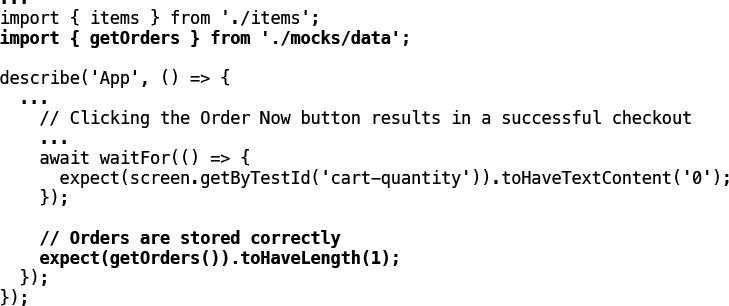 ...
import { items } from './items';
import { getOrders } from './mocks/data';
describe('App', () => {
...
// Clicking the Order Now button results in a successful checkout
...
await waitFor(() => {
expect(screen.getByTestId('cart-quantity')).toHaveTextContent('0');
});
// Orders are stored correctly
expect(getOrders()).toHaveLength(1);
});
});